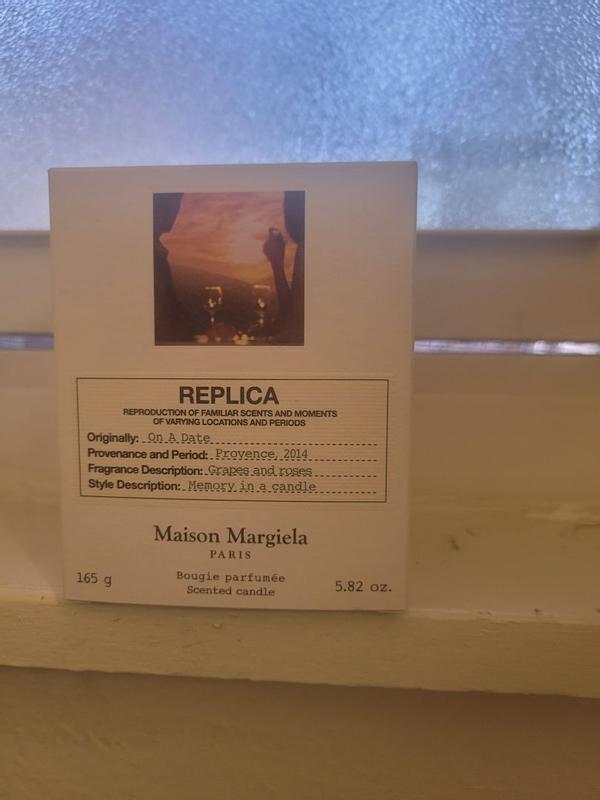 REPLICA
REPRODUCTION OF FAMILIAR SCENTS AND MOMENTS
OF VARYING LOCATIONS AND PERIODS
Originally: On A Date
Provenance and Period: Provence, 2014
Fragrance Description: Grapes and roses
Style Description: Memory in a candle
Maison Margiela
PARIS
165 g
Bougie parfumée
Scented candle
5.82 oz.